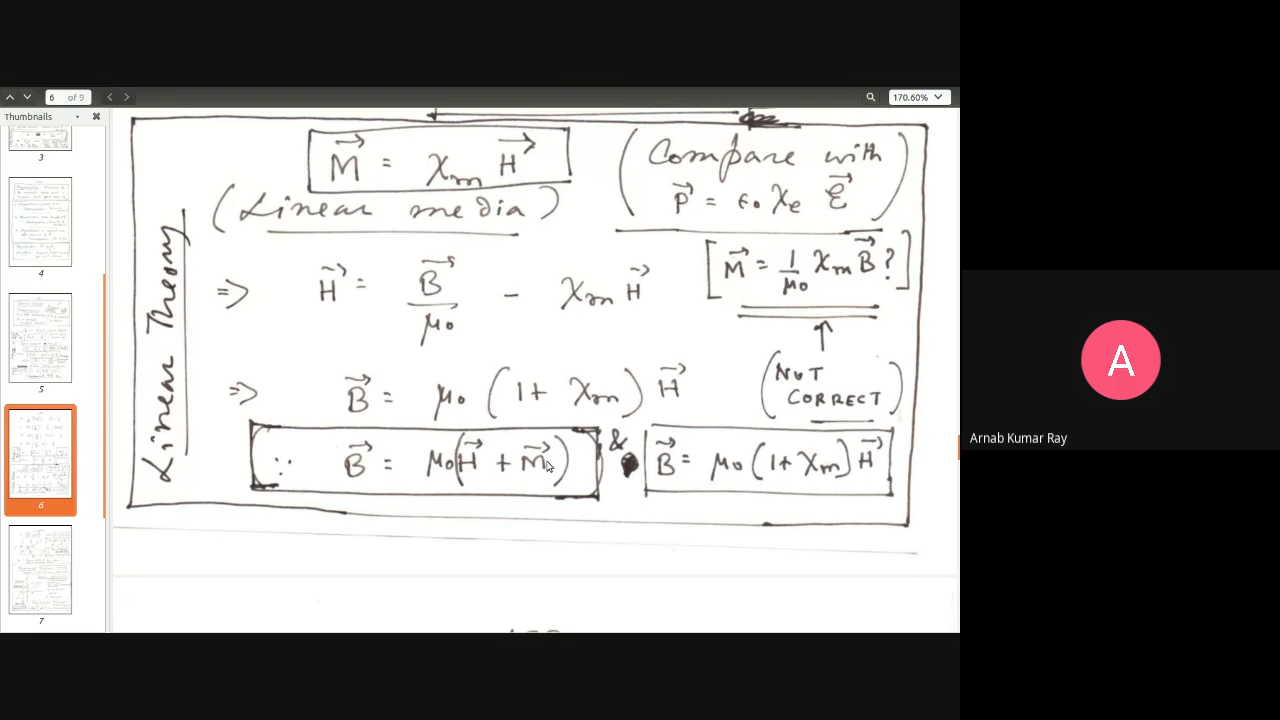 6 of 9
170.60%
Thumbnails
3
4
5
6
7
Linear Theory
M⃗ = χm H⃗
(Linear media)
(Compare with
P⃗ = ϵ₀ χe E⃗)
⇒ H⃗ = B⃗/μ₀ - χm H⃗
[M⃗ = 1/μ₀ χm B⃗?]
↑
(NOT
CORRECT)
⇒ B⃗ = μ₀ (1 + χm) H⃗
∵ B⃗ = μ₀(H⃗ + M⃗) & B⃗ = μ₀(1 + χm) H⃗
A
Arnab Kumar Ray